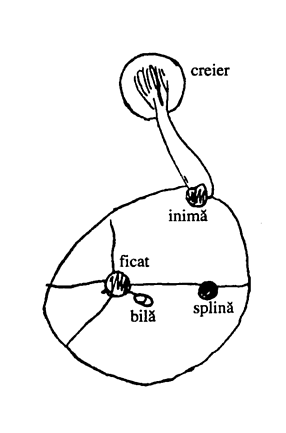 creier
inimă
ficat
bilă
splină